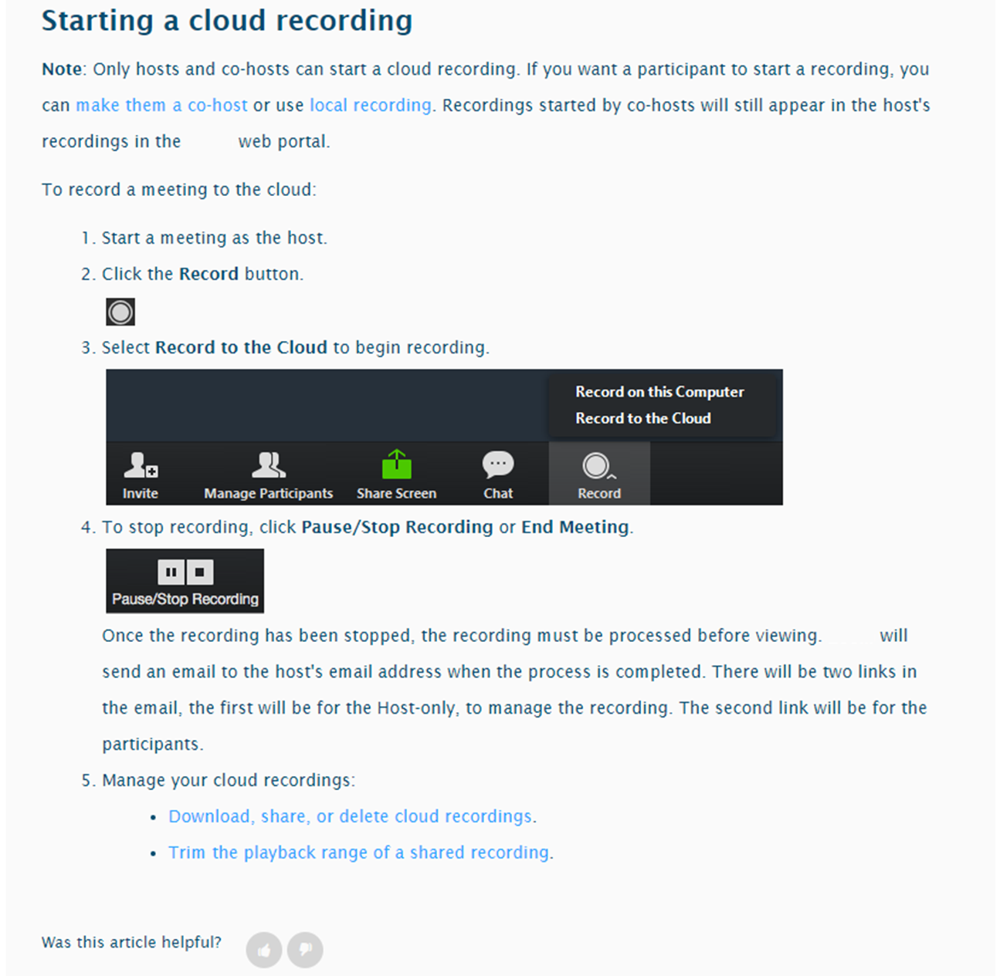 Starting a cloud recording
Note: Only hosts and co-hosts can start a cloud recording. If you want a participant to start a recording, you
can make them a co-host or use local recording. Recordings started by co-hosts will still appear in the host's
recordings in the web portal.
To record a meeting to the cloud:
1. Start a meeting as the host.
2. Click the Record button.
3. Select Record to the Cloud to begin recording.
Record on this Computer
Record to the Cloud
Invite Manage Participants Share Screen Chat Record
4. To stop recording, click Pause/Stop Recording or End Meeting.
Pause/Stop Recording
Once the recording has been stopped, the recording must be processed before viewing. will
send an email to the host's email address when the process is completed. There will be two links in
the email, the first will be for the Host-only, to manage the recording. The second link will be for the
participants.
5. Manage your cloud recordings:
• Download, share, or delete cloud recordings.
• Trim the playback range of a shared recording.
Was this article helpful?